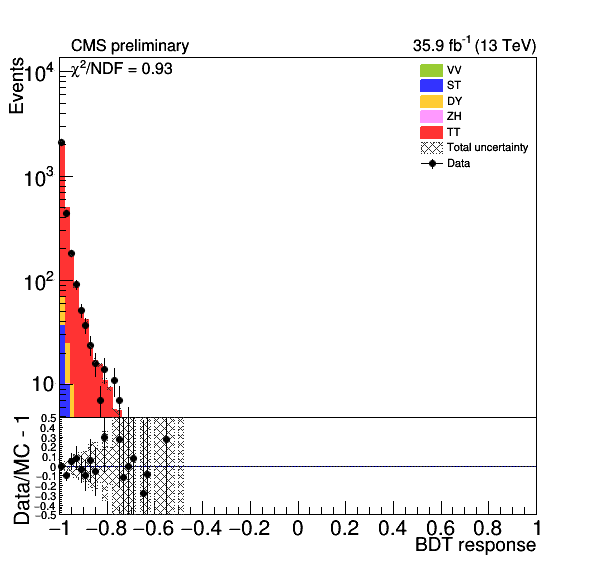 CMS preliminary
35.9 fb⁻¹ (13 TeV)
χ²/NDF = 0.93
Events
10⁴
10³
10²
10
VV
ST
DY
ZH
TT
Total uncertainty
Data
Data/MC - 1
0.5
0.4
0.3
0.2
0.1
0
−0.1
−0.2
−0.3
−0.4
−0.5
−1 −0.8 −0.6 −0.4 −0.2 0 0.2 0.4 0.6 0.8 1
BDT response